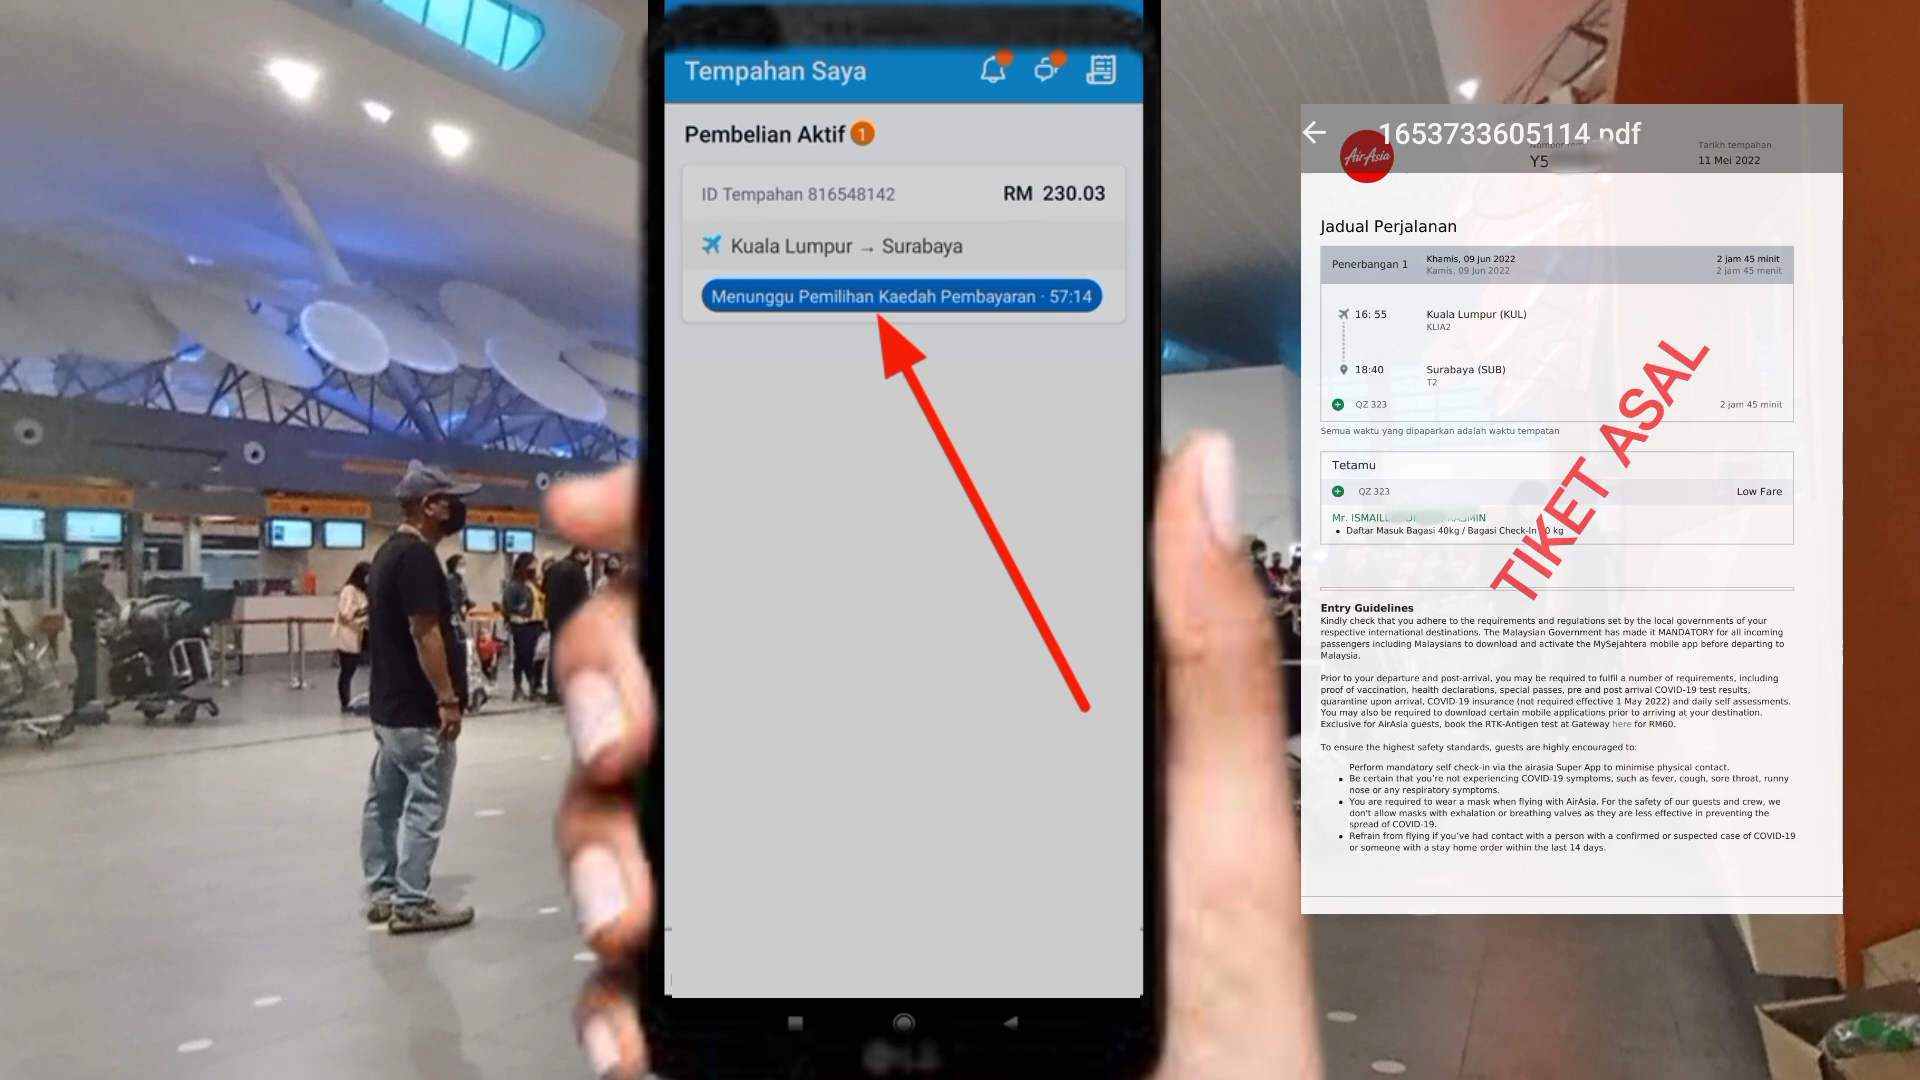 Tempahan Saya
Pembelian Aktif 1
ID Tempahan 816548142
RM 230.03
Kuala Lumpur → Surabaya
Menunggu Pemilihan Kaedah Pembayaran · 57:14
1653733605114.pdf
AirAsia
Y5
Tarikh tempahan
11 Mei 2022
Jadual Perjalanan
Penerbangan 1
Khamis, 09 Jun 2022
Kamis, 09 Jun 2022
2 jam 45 minit
2 jam 45 menit
16: 55
Kuala Lumpur (KUL)
KLIA2
18:40
Surabaya (SUB)
T2
QZ 323
2 jam 45 minit
Semua waktu yang dipaparkan adalah waktu tempatan
TIKET ASAL
Tetamu
QZ 323
Low Fare
Mr.
Daftar Masuk Bagasi 40kg / Bagasi Check-In kg
Entry Guidelines
Kindly check that you adhere to the requirements and regulations set by the local governments of your
respective international destinations. The Malaysian Government has made it MANDATORY for all incoming
passengers including Malaysians to download and activate the MySejahtera mobile app before departing to
Malaysia.
Prior to your departure and post-arrival, you may be required to fulfil a number of requirements, including
proof of vaccination, health declarations, special passes, pre and post arrival COVID-19 test results,
quarantine upon arrival, COVID-19 insurance (not required effective 1 May 2022) and daily self assessments.
You may also be required to download certain mobile applications prior to arriving at your destination.
Exclusive for AirAsia guests, book the RTK-Antigen test at Gateway here for RM60.
To ensure the highest safety standards, guests are highly encouraged to:
Perform mandatory self check-in via the airasia Super App to minimise physical contact.
• Be certain that you're not experiencing COVID-19 symptoms, such as fever, cough, sore throat, runny
nose or any respiratory symptoms.
• You are required to wear a mask when flying with AirAsia. For the safety of our guests and crew, we
don't allow masks with exhalation or breathing valves as they are less effective in preventing the
spread of COVID-19.
• Refrain from flying if you've had contact with a person with a confirmed or suspected case of COVID-19
or someone with a stay home order within the last 14 days.